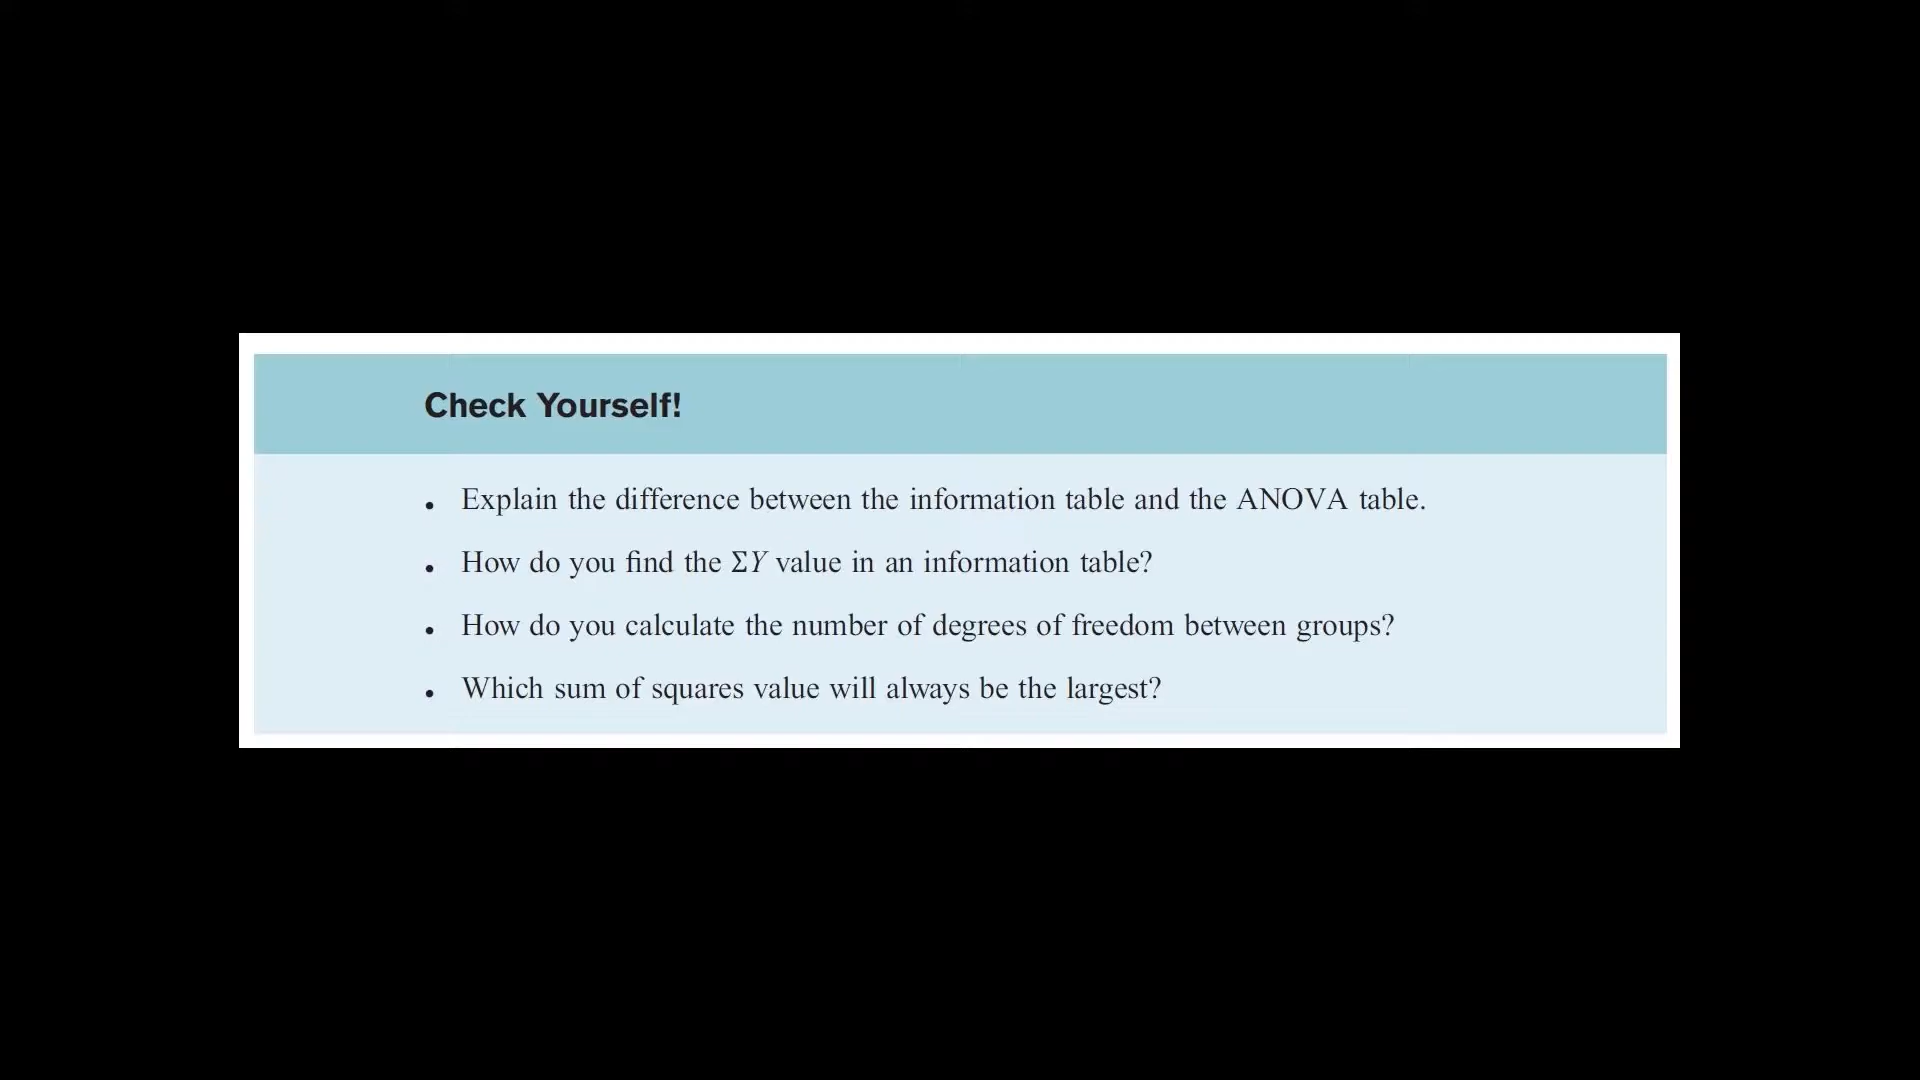 Check Yourself!
• Explain the difference between the information table and the ANOVA table.
• How do you find the ΣY value in an information table?
• How do you calculate the number of degrees of freedom between groups?
• Which sum of squares value will always be the largest?